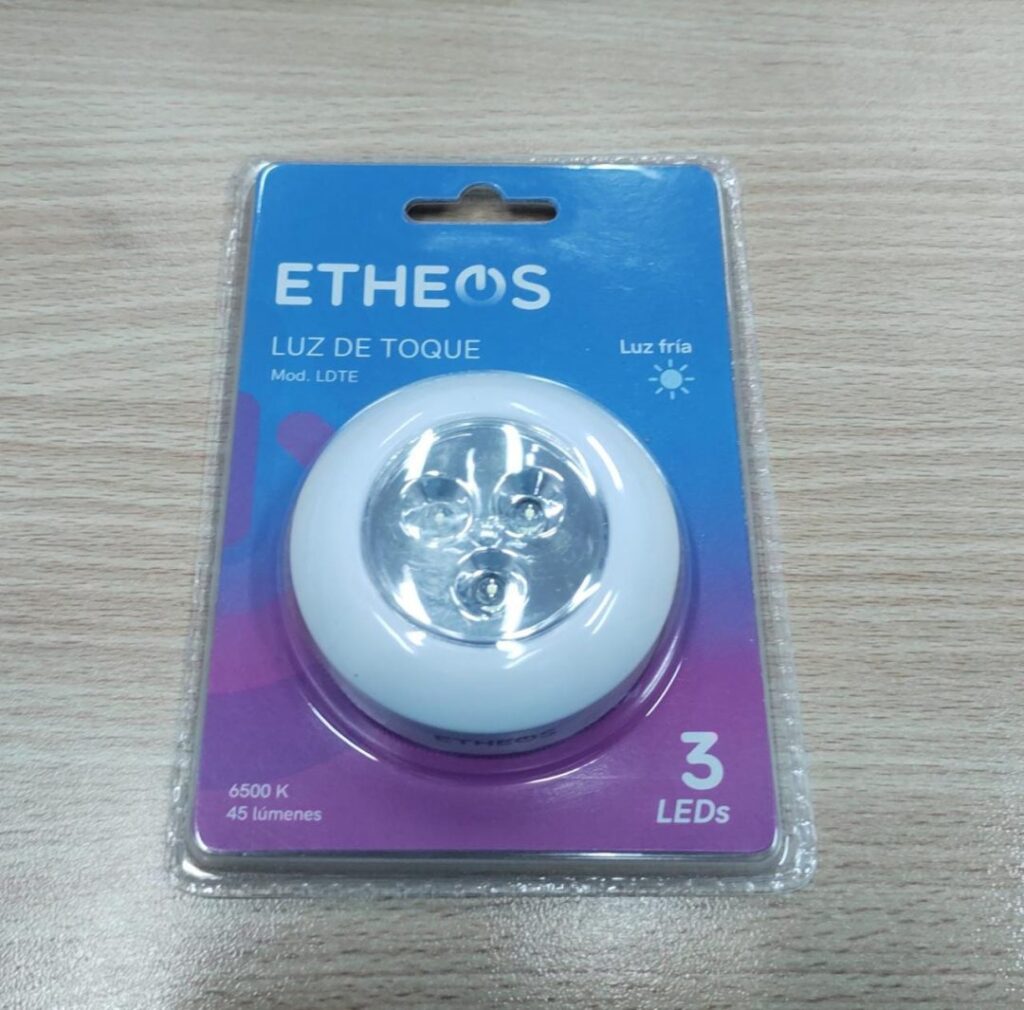 ETHEOS
LUZ DE TOQUE
Mod. LDTE
Luz fría
ETHEOS
6500 K
45 lúmenes
3
LEDs